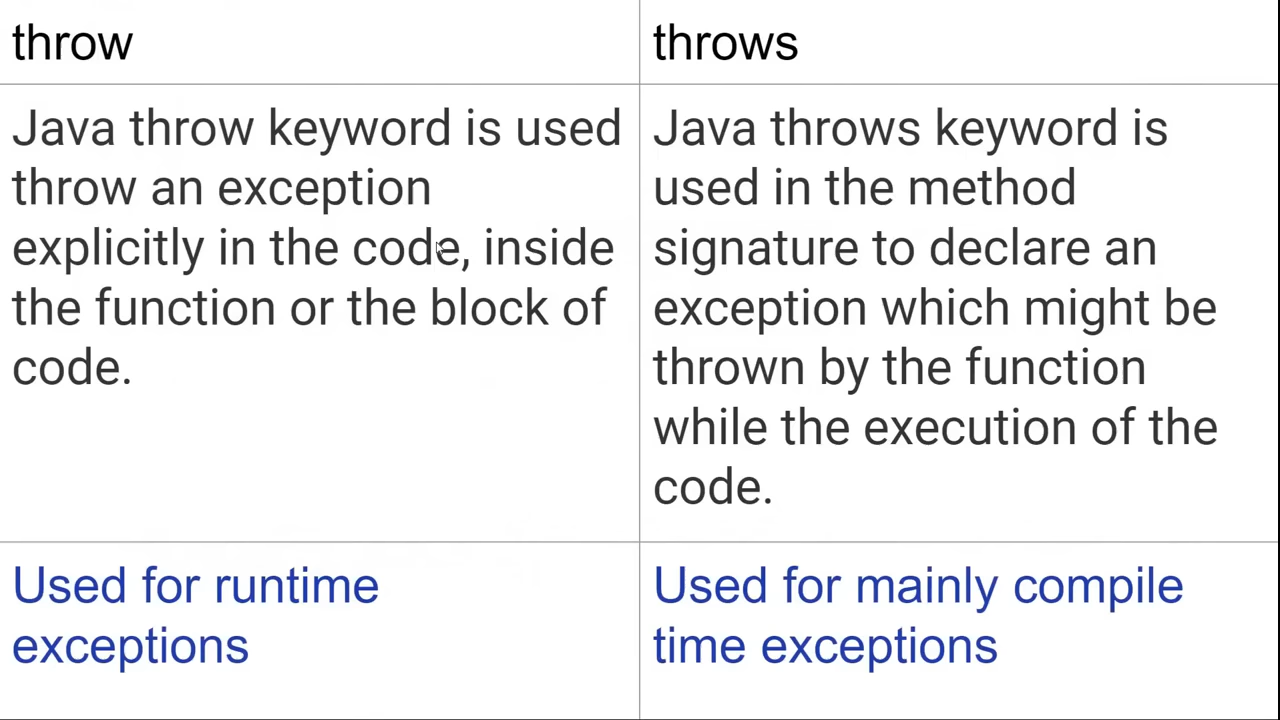 throw
Java throw keyword is used
throw an exception
explicitly in the code, inside
the function or the block of
code.
Used for runtime
exceptions
throws
Java throws keyword is
used in the method
signature to declare an
exception which might be
thrown by the function
while the execution of the
code.
Used for mainly compile
time exceptions